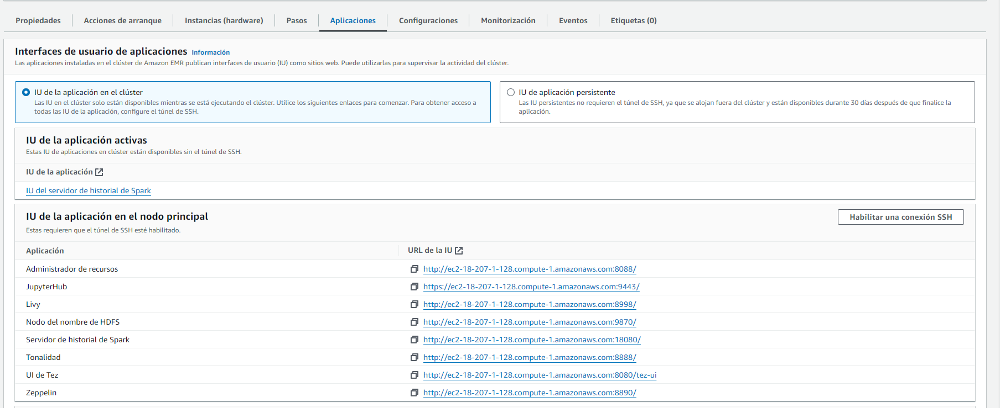 Propiedades
Acciones de arranque
Instancias (hardware)
Pasos
Aplicaciones
Configuraciones
Monitorización
Eventos
Etiquetas (0)
Interfaces de usuario de aplicaciones Información
Las aplicaciones instaladas en el clúster de Amazon EMR publican interfaces de usuario (IU) como sitios web. Puede utilizarlas para supervisar la actividad del clúster.
IU de la aplicación en el clúster
Las IU en el clúster solo están disponibles mientras se está ejecutando el clúster. Utilice los siguientes enlaces para comenzar. Para obtener acceso a
todas las IU de la aplicación, configure el túnel de SSH.
IU de aplicación persistente
Las IU persistentes no requieren el túnel de SSH, ya que se alojan fuera del clúster y están disponibles durante 30 días después de que finalice la
aplicación.
IU de la aplicación activas
Estas IU de aplicaciones en clúster están disponibles sin el túnel de SSH.
IU de la aplicación
IU del servidor de historial de Spark
IU de la aplicación en el nodo principal
Estas requieren que el túnel de SSH esté habilitado.
Habilitar una conexión SSH
Aplicación URL de la IU
Administrador de recursos http://ec2-18-207-1-128.compute-1.amazonaws.com:8088/
JupyterHub https://ec2-18-207-1-128.compute-1.amazonaws.com:9443/
Livy http://ec2-18-207-1-128.compute-1.amazonaws.com:8998/
Nodo del nombre de HDFS http://ec2-18-207-1-128.compute-1.amazonaws.com:9870/
Servidor de historial de Spark http://ec2-18-207-1-128.compute-1.amazonaws.com:18080/
Tonalidad http://ec2-18-207-1-128.compute-1.amazonaws.com:8888/
UI de Tez http://ec2-18-207-1-128.compute-1.amazonaws.com:8080/tez-ui
Zeppelin http://ec2-18-207-1-128.compute-1.amazonaws.com:8890/